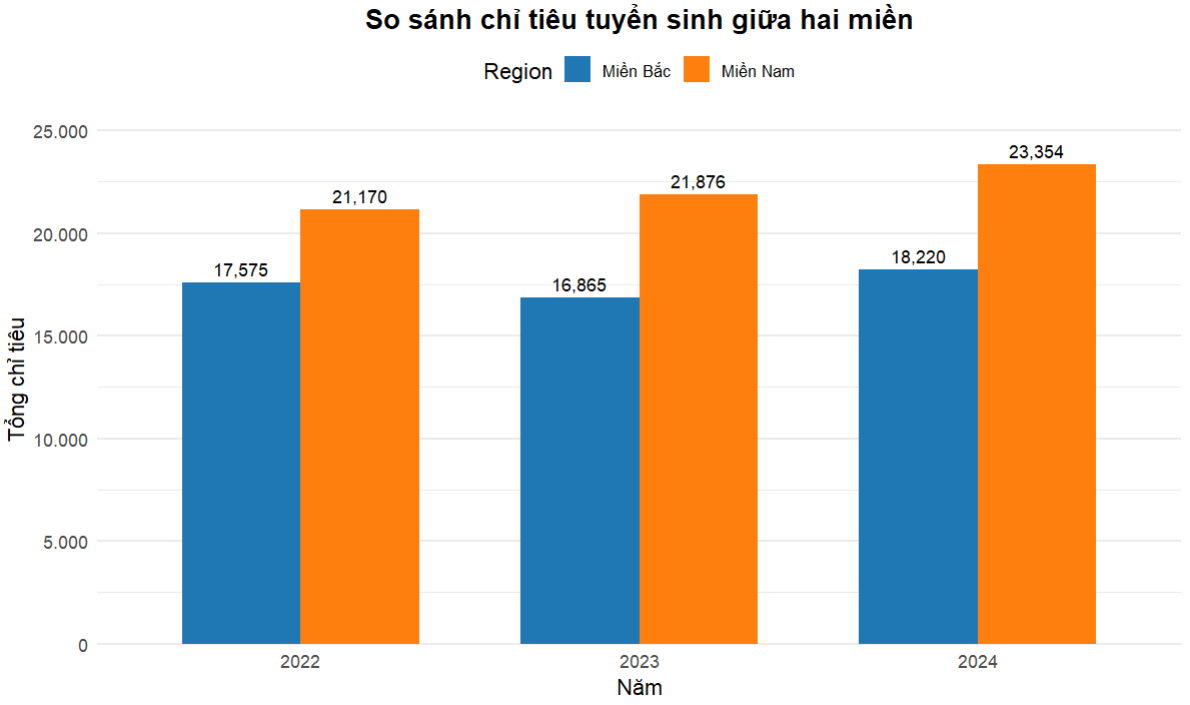 So sánh chỉ tiêu tuyển sinh giữa hai miền
Region Miền Bắc Miền Nam
Tổng chỉ tiêu
25.000
20.000
15.000
10.000
5.000
0
17,575
21,170
16,865
21,876
18,220
23,354
2022 2023 2024
Năm